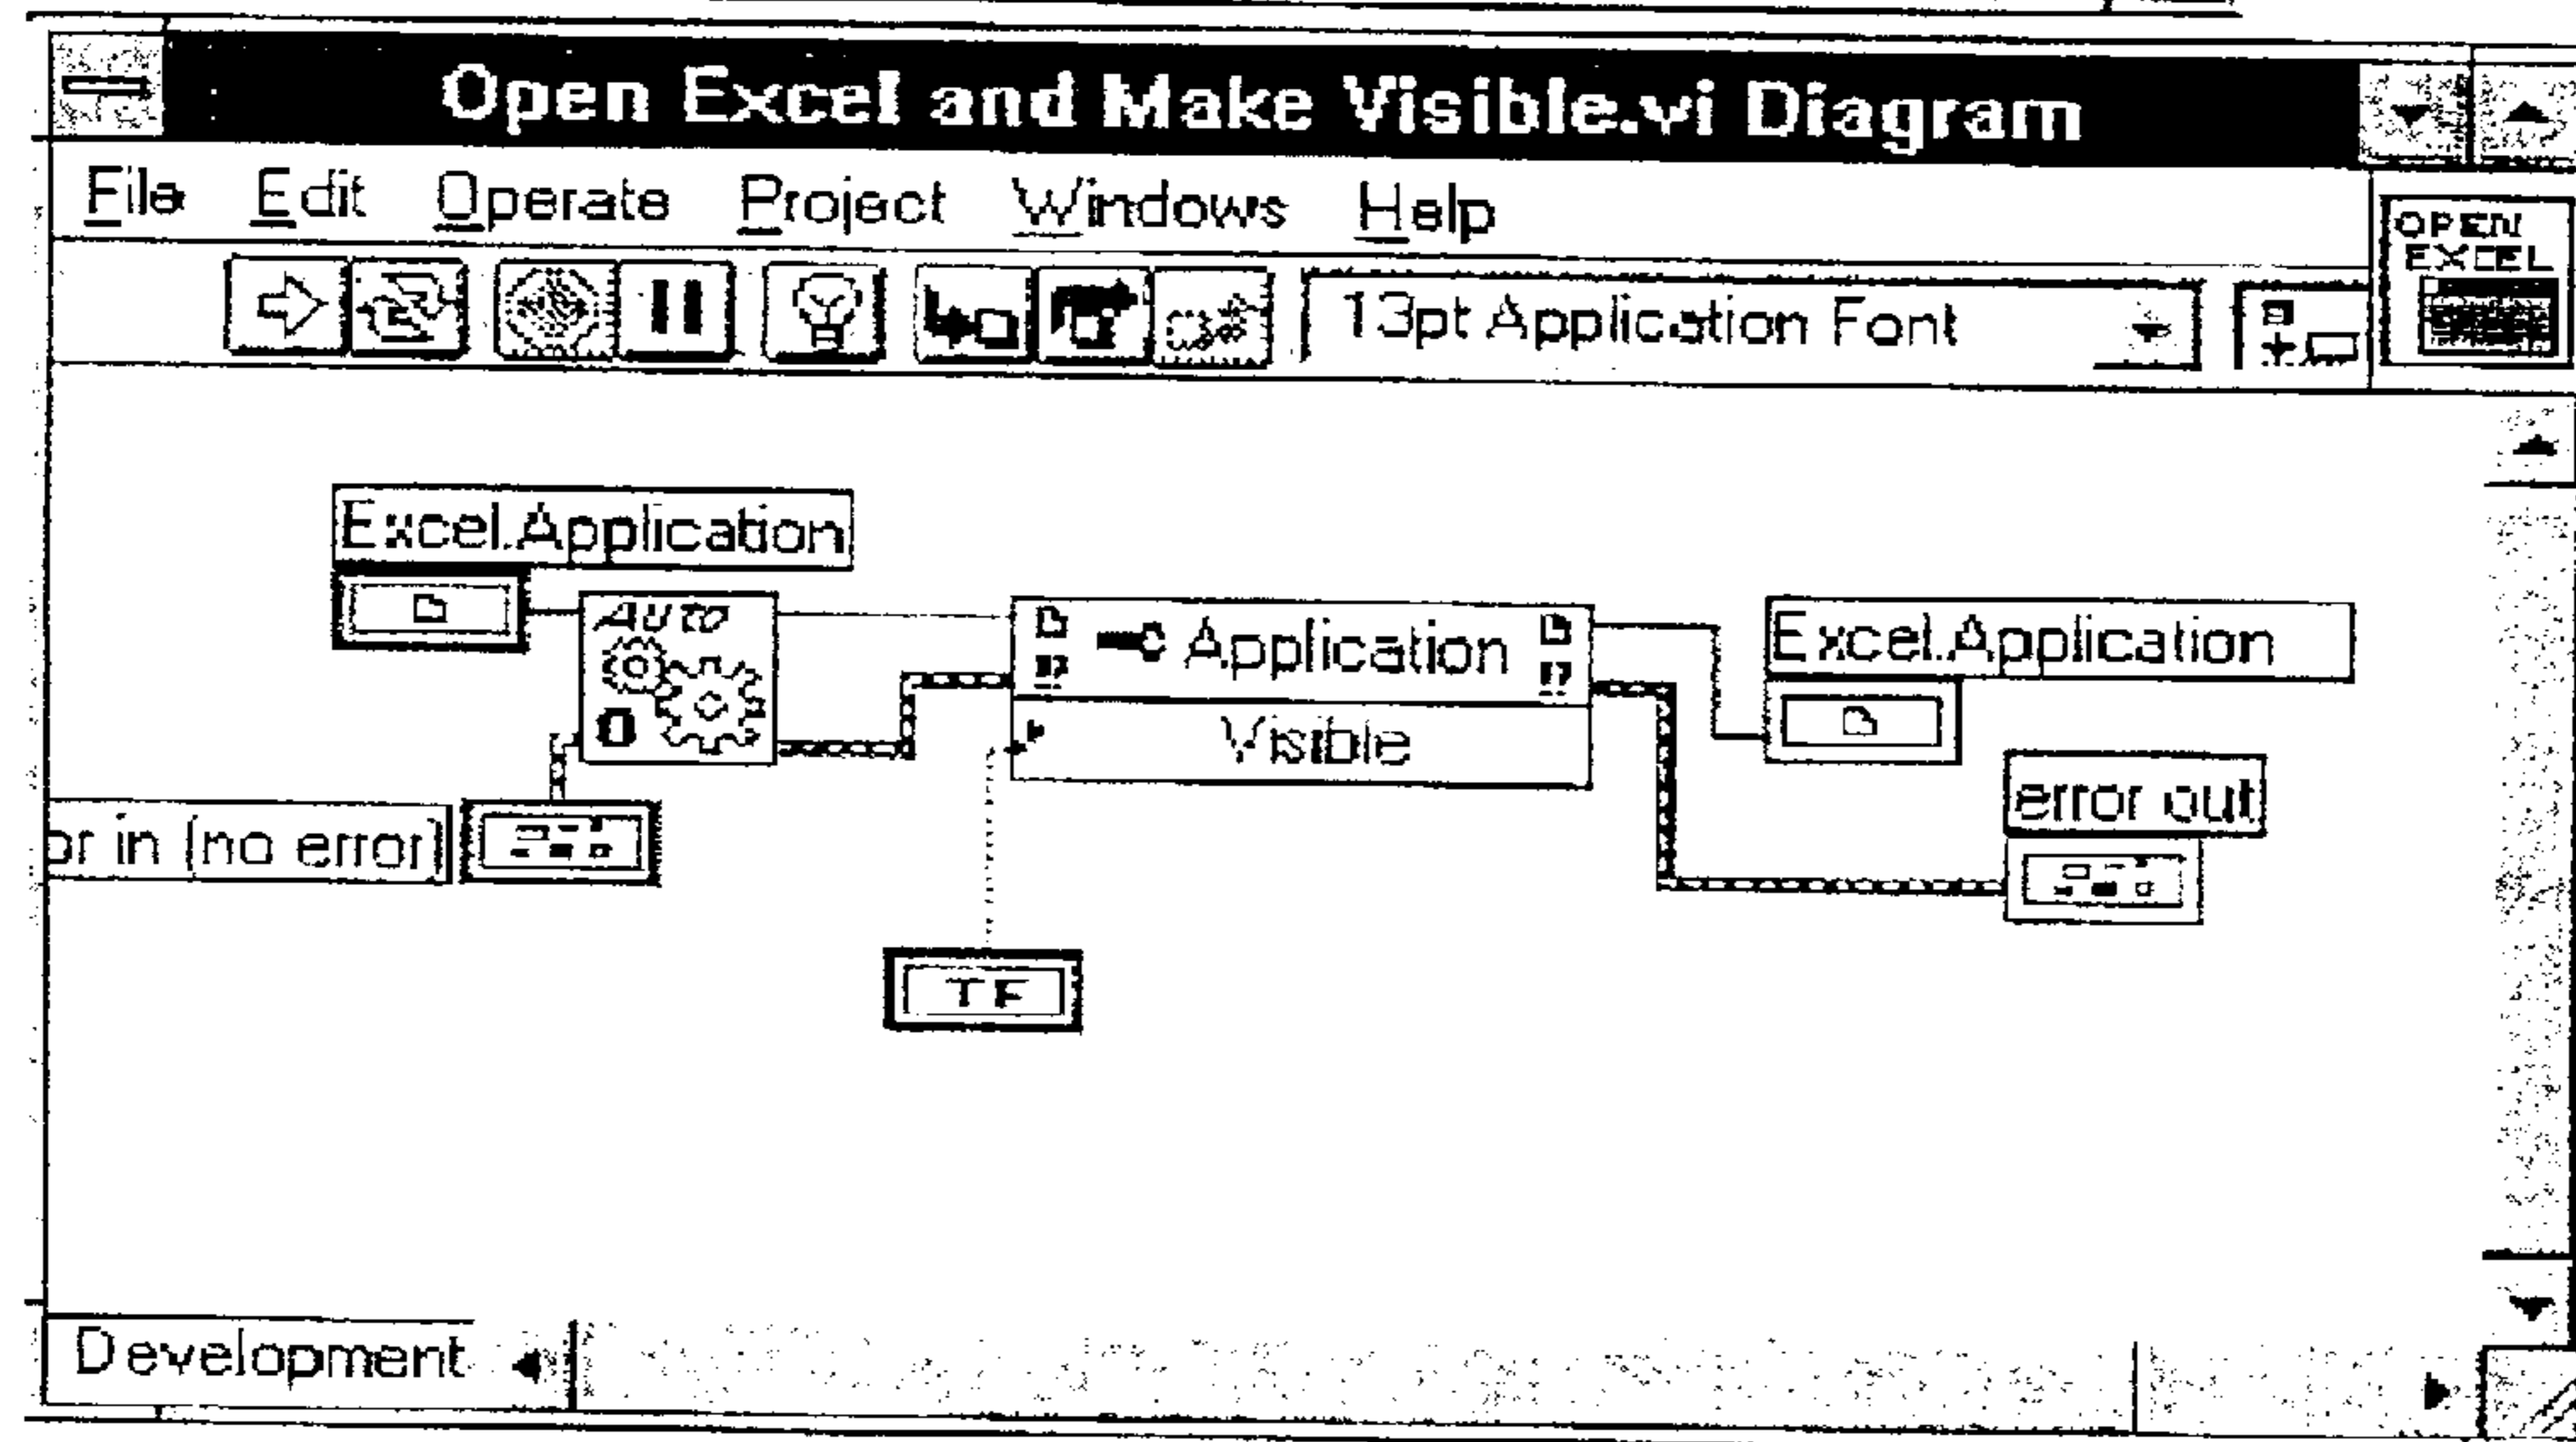 Open Excel and Make Visible.vi Diagram
File Edit Operate Project Windows Help
OPEN
EXCEL
13pt Application Font
Excel.Application
AUTO
Application
Visible
Excel.Application
error out
or in (no error)
TF
Development